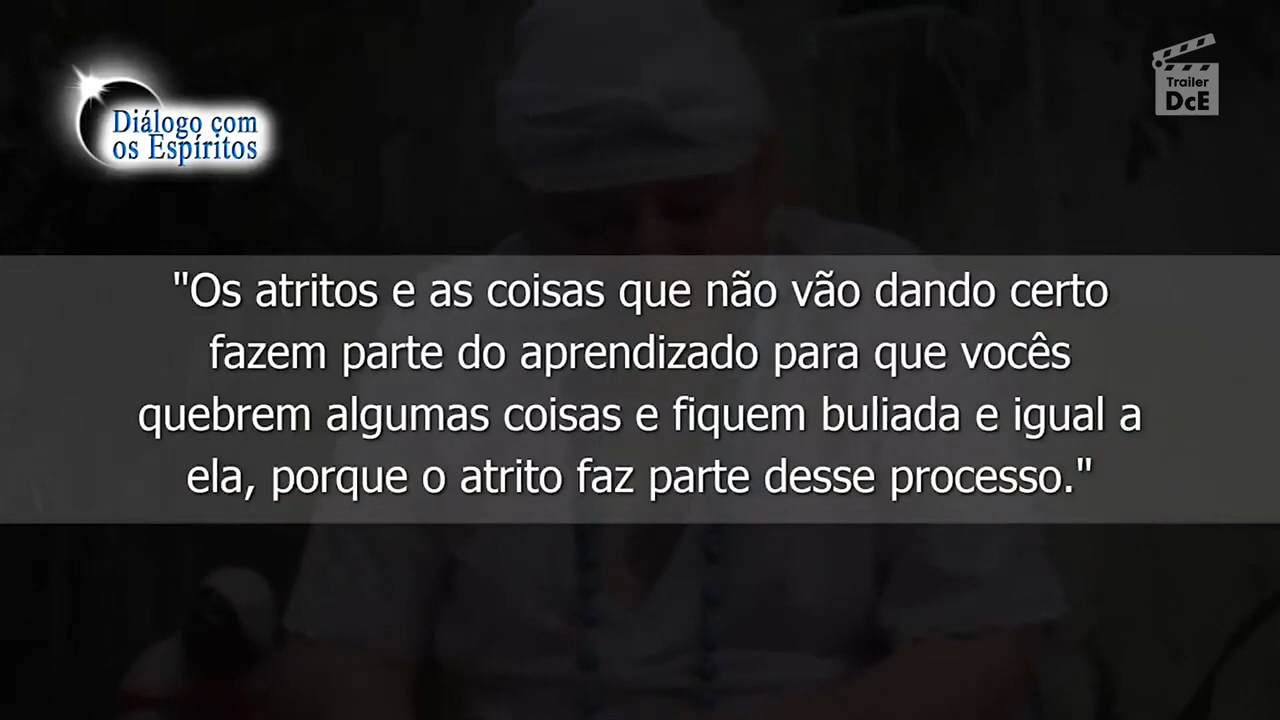 Diálogo com
os Espíritos
Trailer
DcE
"Os atritos e as coisas que não vão dando certo
fazem parte do aprendizado para que vocês
quebrem algumas coisas e fiquem buliada e igual a
ela, porque o atrito faz parte desse processo."